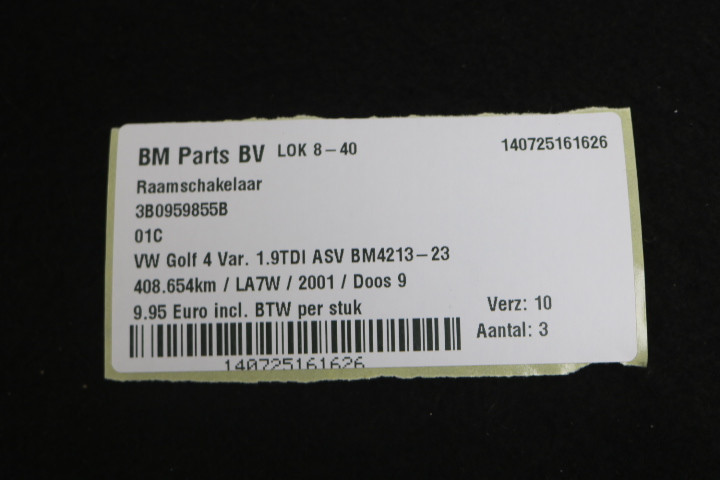 BM Parts BV LOK 8-40 140725161626
Raamschakelaar
3B0959855B
01C
VW Golf 4 Var. 1.9TDI ASV BM4213-23
408.654km / LA7W / 2001 / Doos 9
9.95 Euro incl. BTW per stuk Verz: 10
Aantal: 3
140725161626